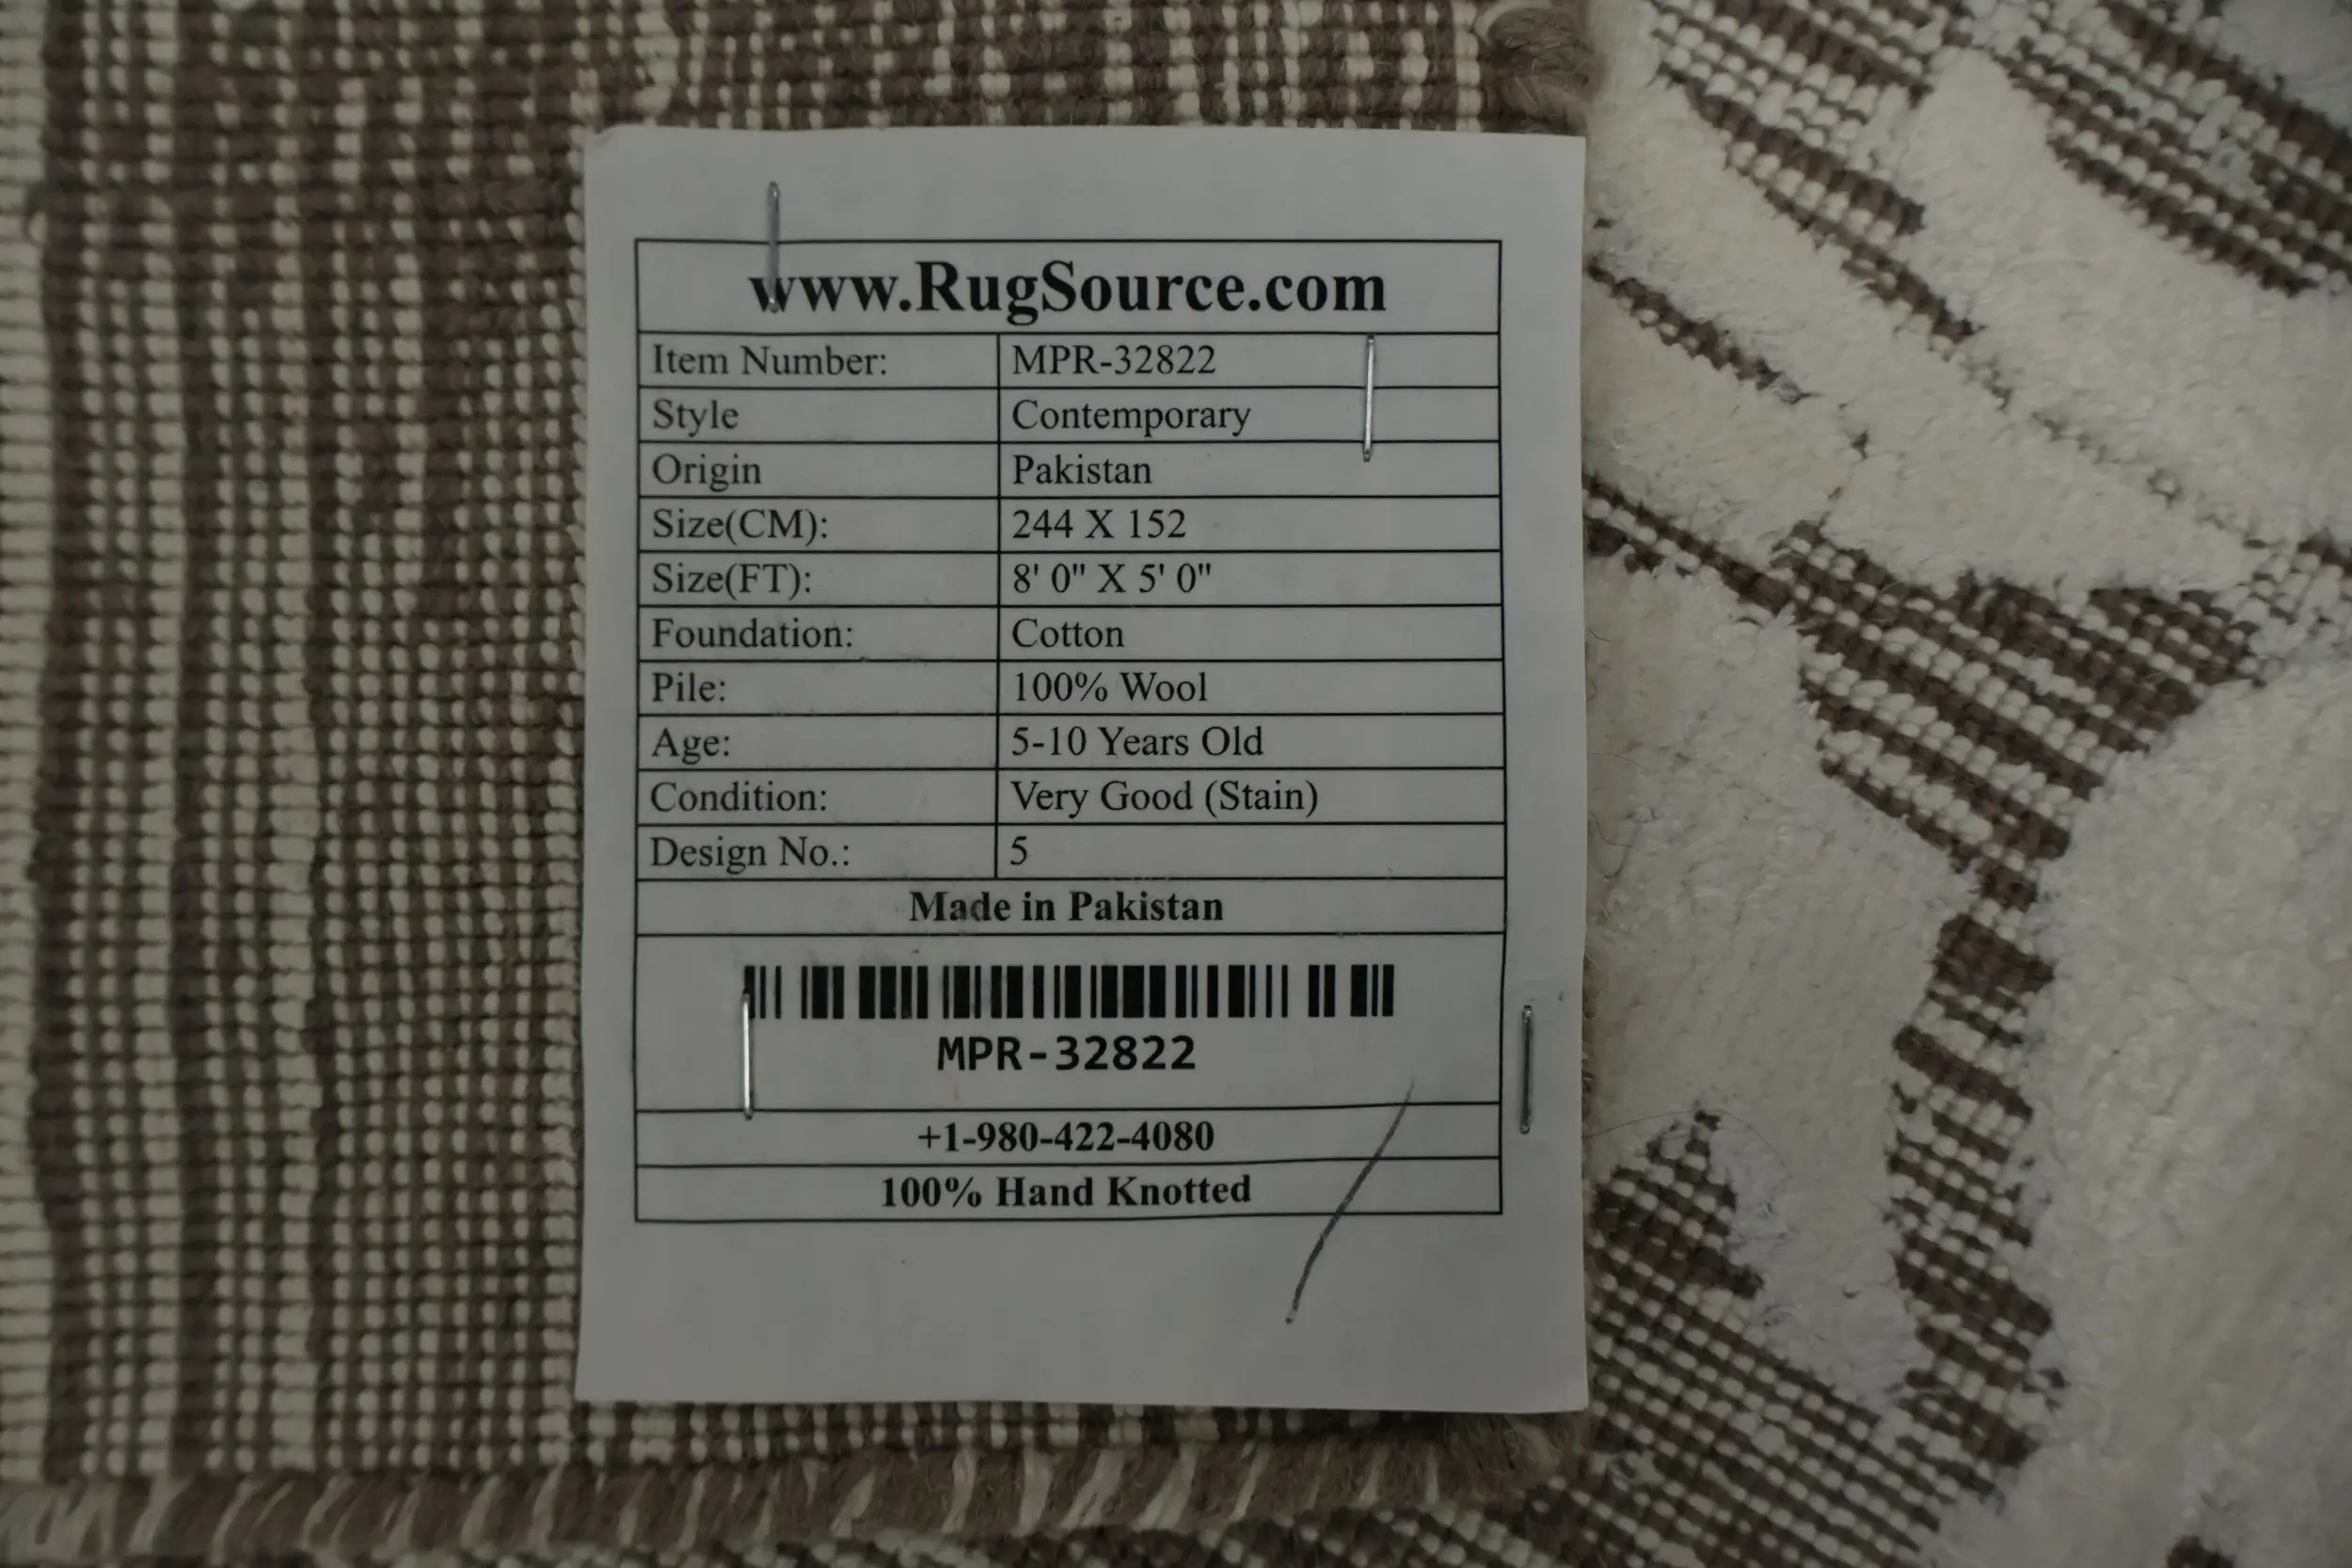 www.RugSource.com
Item Number: MPR-32822
Style Contemporary
Origin Pakistan
Size(CM): 244 X 152
Size(FT): 8' 0" X 5' 0"
Foundation: Cotton
Pile: 100% Wool
Age: 5-10 Years Old
Condition: Very Good (Stain)
Design No.: 5
Made in Pakistan
MPR-32822
+1-980-422-4080
100% Hand Knotted